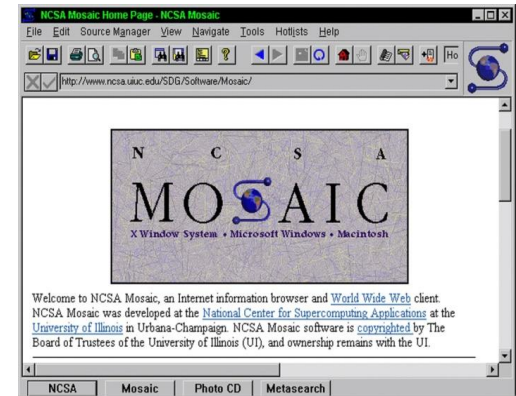 NCSA Mosaic Home Page - NCSA Mosaic
File Edit Source Manager View Navigate Tools Hotlists Help
Ho
http://www.ncsa.uiuc.edu/SDG/Software/Mosaic/
N C S A
MOSAIC
X Window System • Microsoft Windows • Macintosh
Welcome to NCSA Mosaic, an Internet information browser and World Wide Web client.
NCSA Mosaic was developed at the National Center for Supercomputing Applications at the
University of Illinois in Urbana-Champaign. NCSA Mosaic software is copyrighted by The
Board of Trustees of the University of Illinois (UI), and ownership remains with the UI.
NCSA Mosaic Photo CD Metasearch